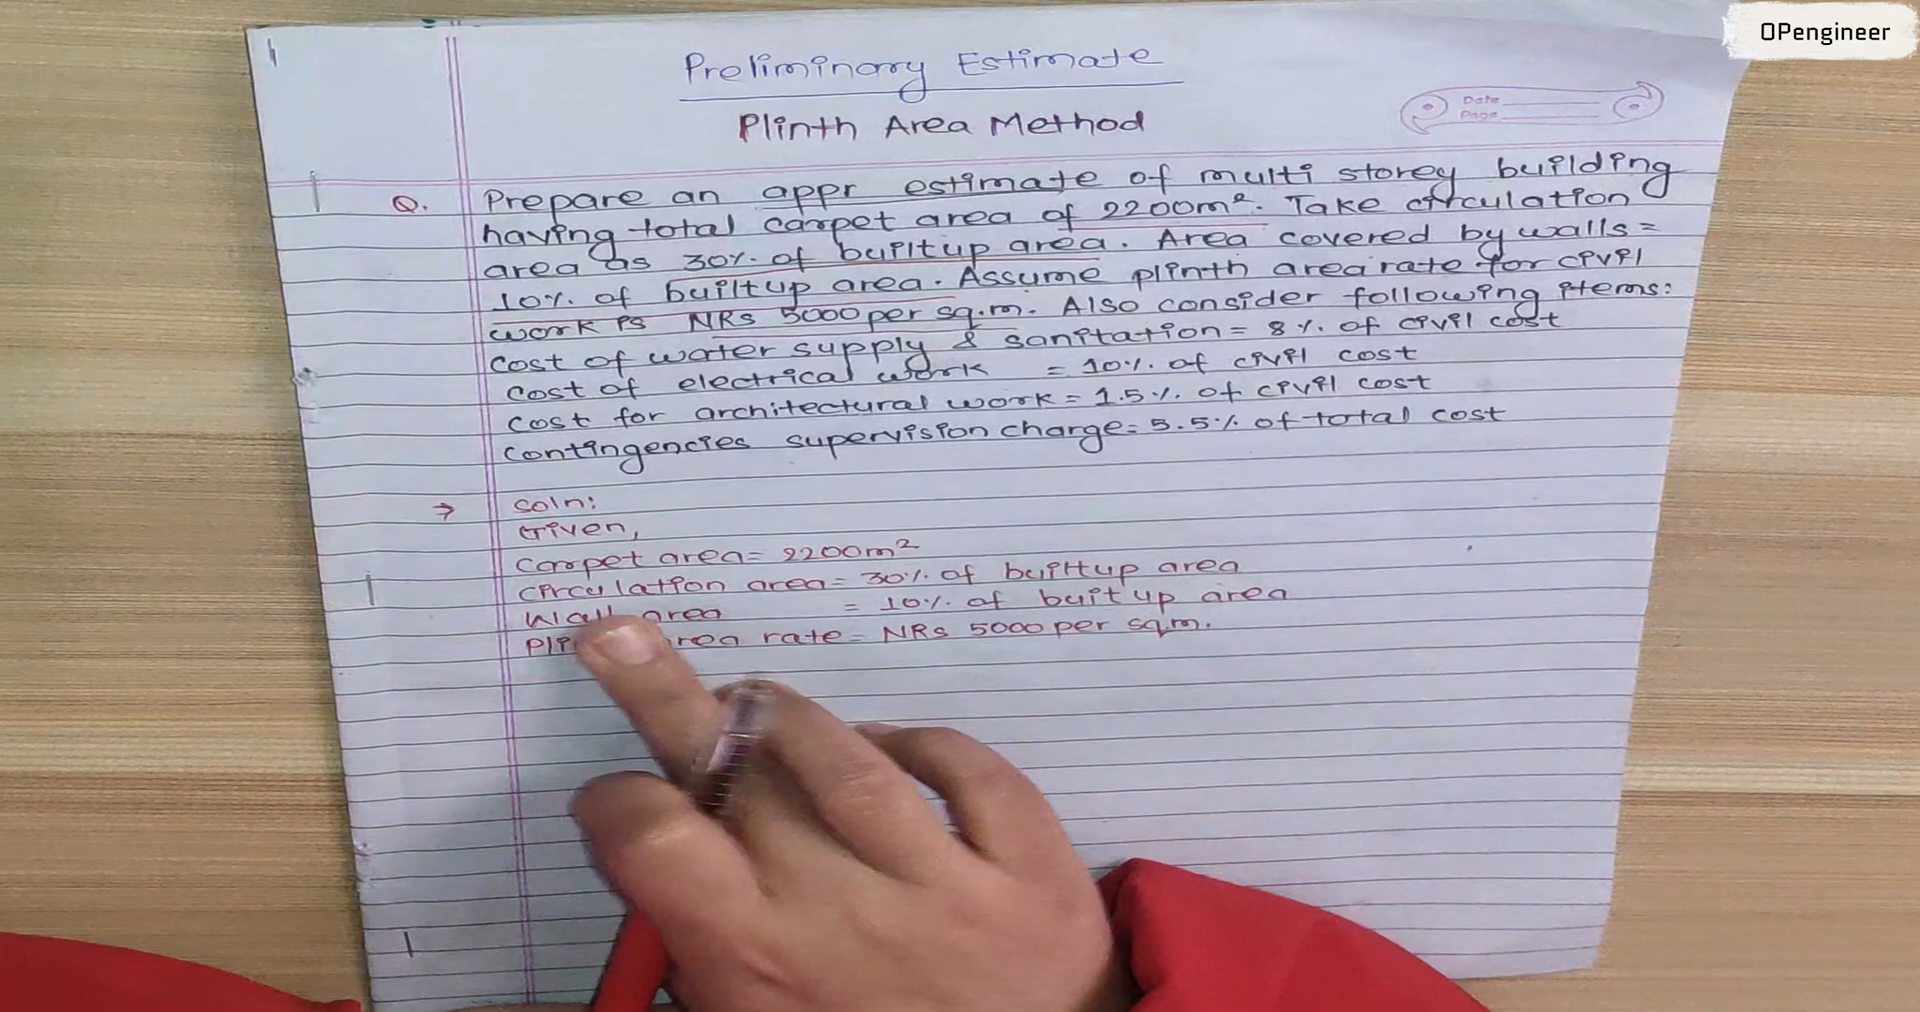 OPengineer
Preliminary Estimate
Plinth Area Method
Date
Page
Q. Prepare an appr estimate of multi storey building
having total carpet area of 2200m². Take circulation
area as 30% of builtup area. Area covered by walls =
10% of builtup area. Assume plinth area rate for civil
work is NRs 5000 per sq.m. Also consider following items:
cost of water supply & sanitation = 8% of civil cost
cost of electrical work = 10% of civil cost
cost for architectural work = 1.5% of civil cost
contingencies supervision charge = 5.5% of total cost
⇒ soln:
Given,
carpet area = 2200m²
circulation area = 30% of builtup area
Wall area = 10% of buitup area
rea rate = NRs 5000 per sq.m.